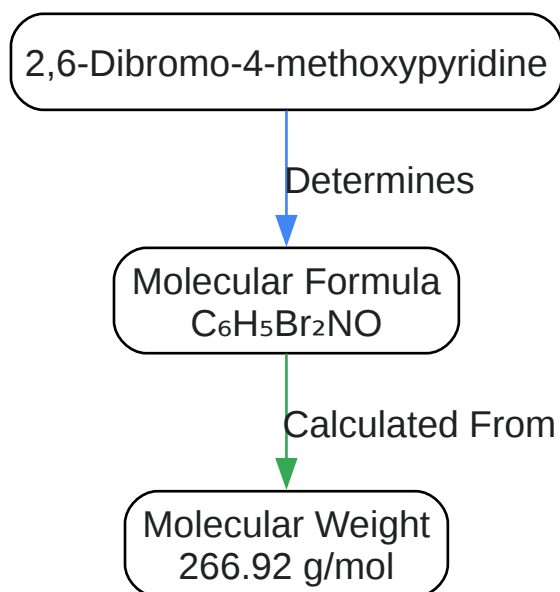 2,6-Dibromo-4-methoxypyridine
Determines
Molecular Formula
C₆H₅Br₂NO
Calculated From
Molecular Weight
266.92 g/mol